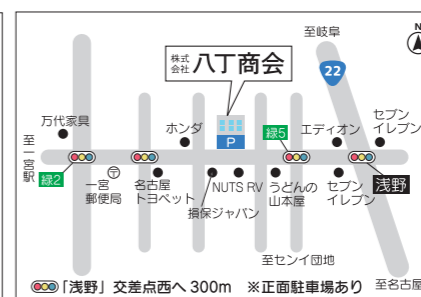 至岐阜
N
22
株式
会社 八丁商会
万代家具
ホンダ
P
緑5
エディオン
セブン
イレブン
至一宮駅
緑2
一宮
郵便局
名古屋
トヨペット
NUTS RV
損保ジャパン
うどんの
山本屋
セブン
イレブン
浅野
至センイ団地
「浅野」交差点西へ300m ※正面駐車場あり
至名古屋